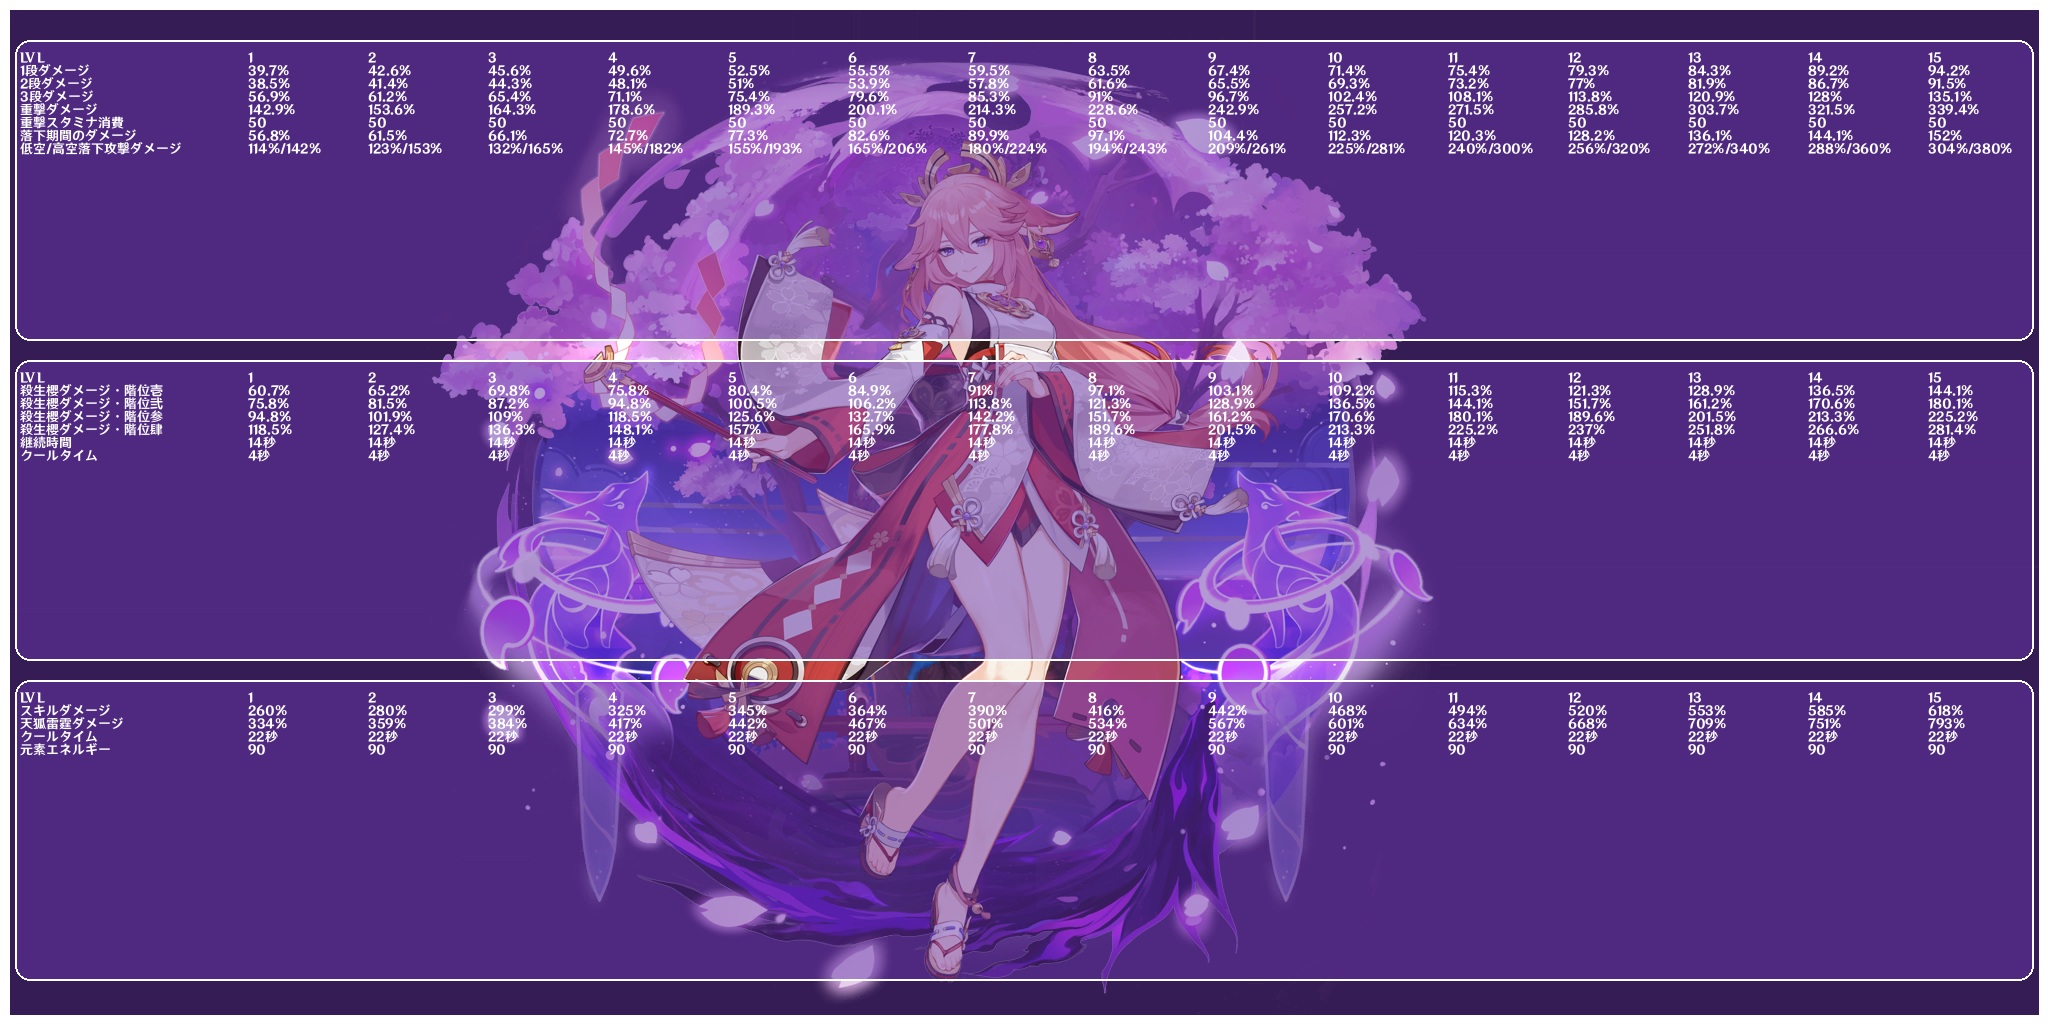 LVL 1 2 3 4 5 6 7 8 9 10 11 12 13 14 15
1段ダメージ 39.7% 42.6% 45.6% 49.6% 52.5% 55.5% 59.5% 63.5% 67.4% 71.4% 75.4% 79.3% 84.3% 89.2% 94.2%
2段ダメージ 38.5% 41.4% 44.3% 48.1% 51% 53.9% 57.8% 61.6% 65.5% 69.3% 73.2% 77% 81.9% 86.7% 91.5%
3段ダメージ 56.9% 61.2% 65.4% 71.1% 75.4% 79.6% 85.3% 91% 96.7% 102.4% 108.1% 113.8% 120.9% 128% 135.1%
重撃ダメージ 142.9% 153.6% 164.3% 178.6% 189.3% 200.1% 214.3% 228.6% 242.9% 257.2% 271.5% 285.8% 303.7% 321.5% 339.4%
重撃スタミナ消費 50 50 50 50 50 50 50 50 50 50 50 50 50 50 50
落下期間のダメージ 56.8% 61.5% 66.1% 72.7% 77.3% 82.6% 89.9% 97.1% 104.4% 112.3% 120.3% 128.2% 136.1% 144.1% 152%
低空/高空落下攻撃ダメージ 114%/142% 123%/153% 132%/165% 145%/182% 155%/193% 165%/206% 180%/224% 194%/243% 209%/261% 225%/281% 240%/300% 256%/320% 272%/340% 288%/360% 304%/380%
LVL 1 2 3 4 5 6 7 8 9 10 11 12 13 14 15
殺生櫻ダメージ・階位壱 60.7% 65.2% 69.8% 75.8% 80.4% 84.9% 91% 97.1% 103.1% 109.2% 115.3% 121.3% 128.9% 136.5% 144.1%
殺生櫻ダメージ・階位弐 75.8% 81.5% 87.2% 94.8% 100.5% 106.2% 113.8% 121.3% 128.9% 136.5% 144.1% 151.7% 161.2% 170.6% 180.1%
殺生櫻ダメージ・階位参 94.8% 101.9% 109% 118.5% 125.6% 132.7% 142.2% 151.7% 161.2% 170.6% 180.1% 189.6% 201.5% 213.3% 225.2%
殺生櫻ダメージ・階位肆 118.5% 127.4% 136.3% 148.1% 157% 165.9% 177.8% 189.6% 201.5% 213.3% 225.2% 237% 251.8% 266.6% 281.4%
継続時間 14秒 14秒 14秒 14秒 14秒 14秒 14秒 14秒 14秒 14秒 14秒 14秒 14秒 14秒 14秒
クールタイム 4秒 4秒 4秒 4秒 4秒 4秒 4秒 4秒 4秒 4秒 4秒 4秒 4秒 4秒 4秒
LVL 1 2 3 4 5 6 7 8 9 10 11 12 13 14 15
スキルダメージ 260% 280% 299% 325% 345% 364% 390% 416% 442% 468% 494% 520% 553% 585% 618%
天狐雷霆ダメージ 334% 359% 384% 417% 442% 467% 501% 534% 567% 601% 634% 668% 709% 751% 793%
クールタイム 22秒 22秒 22秒 22秒 22秒 22秒 22秒 22秒 22秒 22秒 22秒 22秒 22秒 22秒 22秒
元素エネルギー 90 90 90 90 90 90 90 90 90 90 90 90 90 90 90